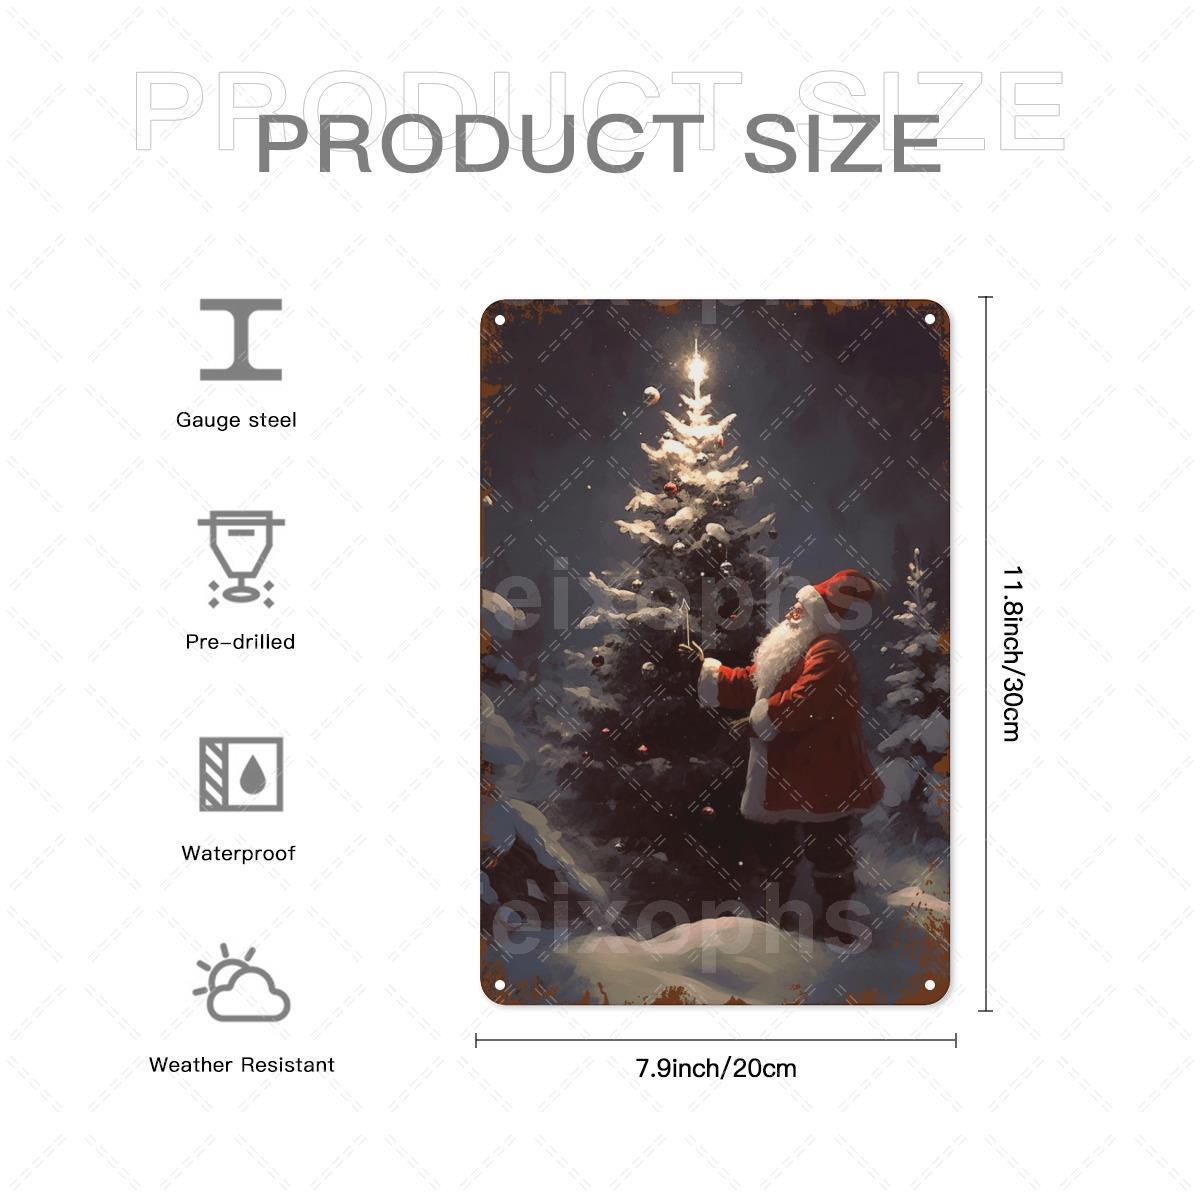 PRODUCT SIZE
PRODUCT SIZE
Gauge steel
Pre-drilled
Waterproof
Weather Resistant
eixophs
eixophs
eixophs
11.8inch/30cm
7.9inch/20cm